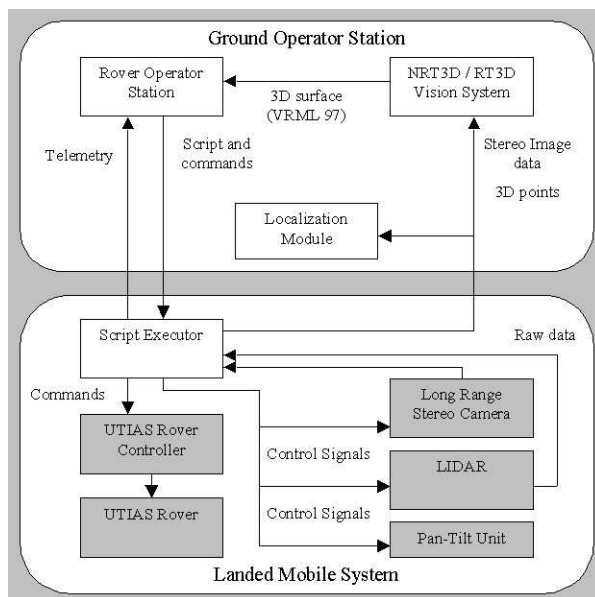 Ground Operator Station
Rover Operator
Station
NRT3D / RT3D
Vision System
3D surface
(VRML 97)
Telemetry
Script and
commands
Stereo Image
data
3D points
Localization
Module
Script Executor
Raw data
Commands
Long Range
Stereo Camera
UTIAS Rover
Controller
Control Signals
LIDAR
UTIAS Rover
Control Signals
Pan-Tilt Unit
Landed Mobile System